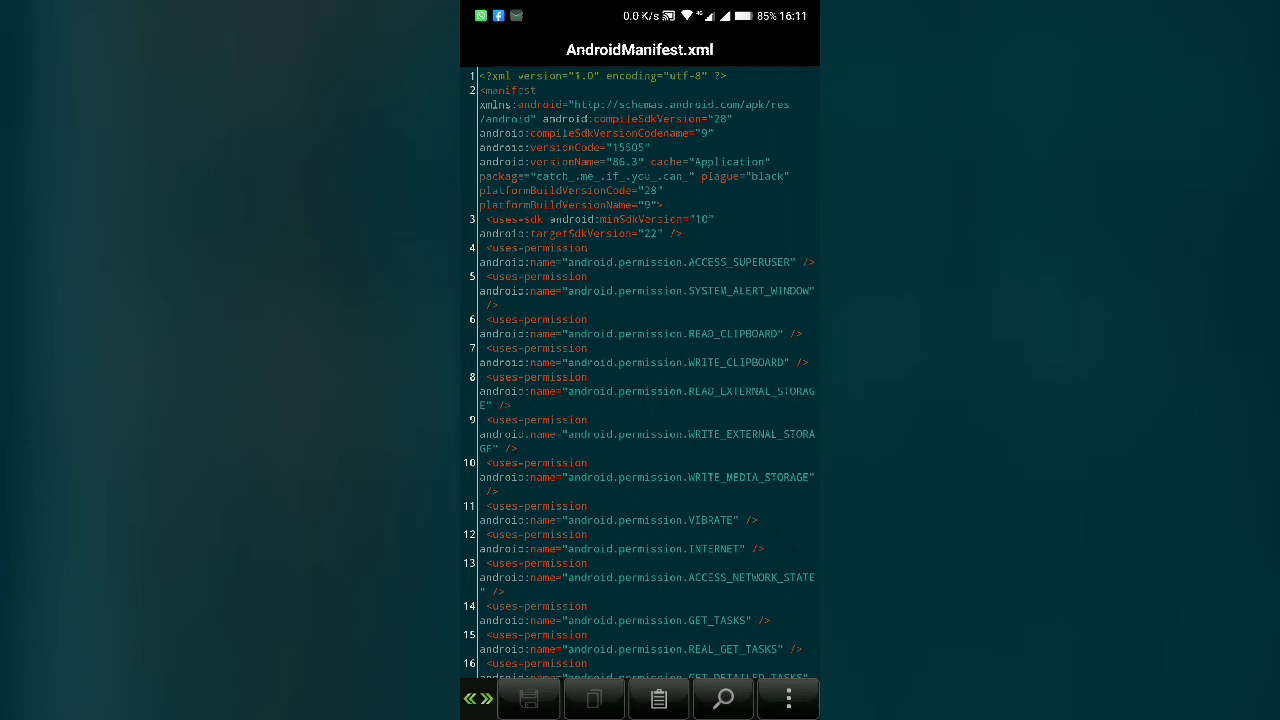 0.0 K/s 4G 85% 16:11
AndroidManifest.xml
1 <?xml version="1.0" encoding="utf-8" ?>
2 <manifest
xmlns:android="http://schemas.android.com/apk/res
/android" android:compileSdkVersion="28"
android:compileSdkVersionCodename="9"
android:versionCode="15505"
android:versionName="86.3" cache="Application"
package="catch_.me_.if_.you_.can_" plague="black"
platformBuildVersionCode="28"
platformBuildVersionName="9">
3 <uses-sdk android:minSdkVersion="10"
android:targetSdkVersion="22" />
4 <uses-permission
android:name="android.permission.ACCESS_SUPERUSER" />
5 <uses-permission
android:name="android.permission.SYSTEM_ALERT_WINDOW"
/>
6 <uses-permission
android:name="android.permission.READ_CLIPBOARD" />
7 <uses-permission
android:name="android.permission.WRITE_CLIPBOARD" />
8 <uses-permission
android:name="android.permission.READ_EXTERNAL_STORAG
E" />
9 <uses-permission
android:name="android.permission.WRITE_EXTERNAL_STORA
GE" />
10 <uses-permission
android:name="android.permission.WRITE_MEDIA_STORAGE"
/>
11 <uses-permission
android:name="android.permission.VIBRATE" />
12 <uses-permission
android:name="android.permission.INTERNET" />
13 <uses-permission
android:name="android.permission.ACCESS_NETWORK_STATE
" />
14 <uses-permission
android:name="android.permission.GET_TASKS" />
15 <uses-permission
android:name="android.permission.REAL_GET_TASKS" />
16 <uses-permission
android:name="android.permission.GET_DETAILED_TASKS"